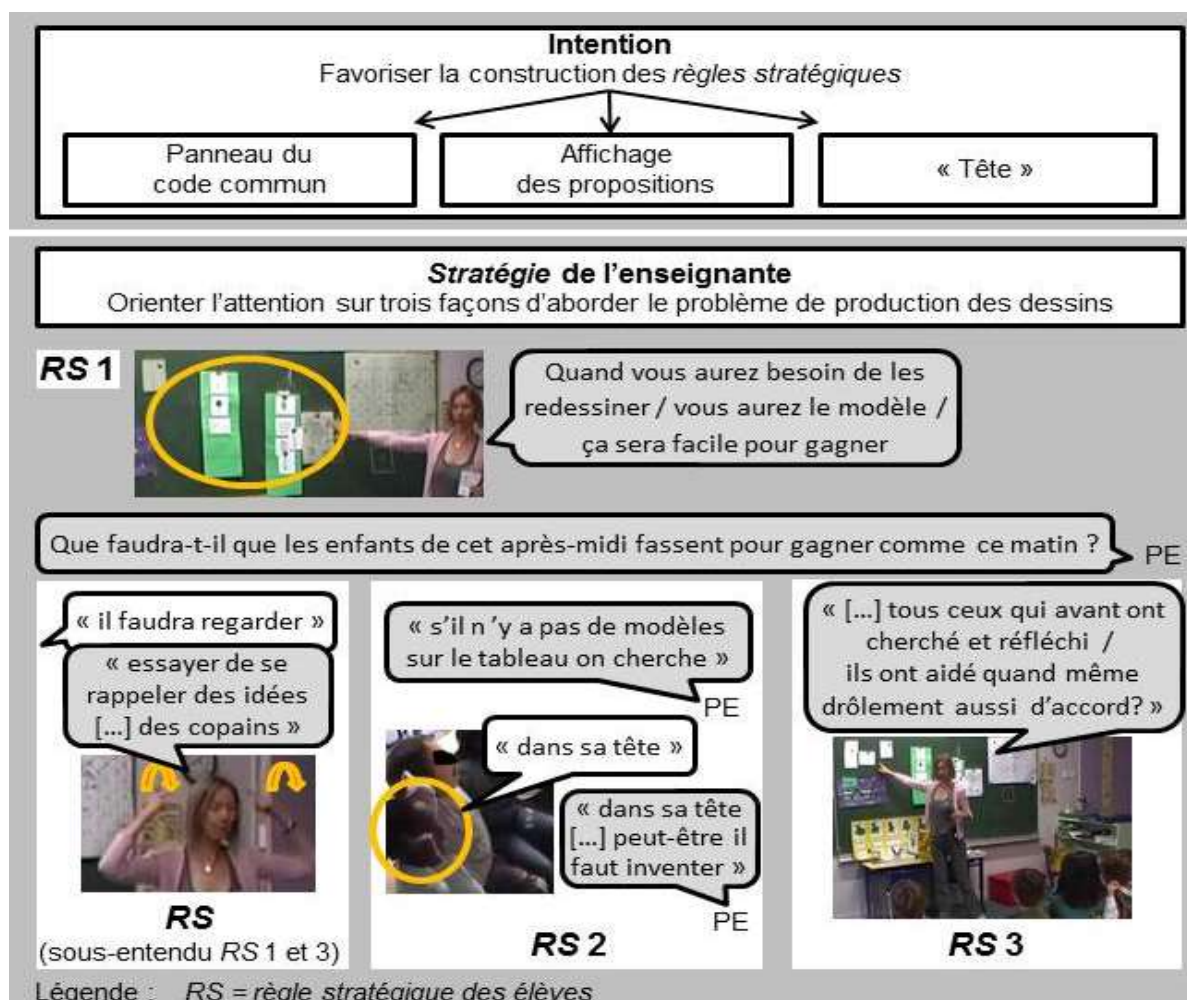 Intention
Favoriser la construction des règles stratégiques
Panneau du
code commun
Affichage
des propositions
« Tête »
Stratégie de l'enseignante
Orienter l'attention sur trois façons d'aborder le problème de production des dessins
RS 1
Quand vous aurez besoin de les
redessiner / vous aurez le modèle /
ça sera facile pour gagner
Que faudra-t-il que les enfants de cet après-midi fassent pour gagner comme ce matin ?
PE
« il faudra regarder »
« essayer de se
rappeler des idées
[...] des copains »
RS
(sous-entendu RS 1 et 3)
« s'il n 'y a pas de modèles
sur le tableau on cherche »
PE
« dans sa tête »
« dans sa tête
[...] peut-être il
faut inventer »
PE
RS 2
« [...] tous ceux qui avant ont
cherché et réfléchi /
ils ont aidé quand même
drôlement aussi d'accord? »
RS 3
Légende : RS = règle stratégique des élèves